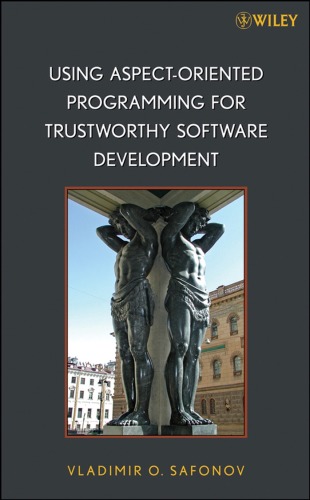 WILEY
USING ASPECT-ORIENTED
PROGRAMMING FOR
TRUSTWORTHY SOFTWARE
DEVELOPMENT
VLADIMIR O. SAFONOV